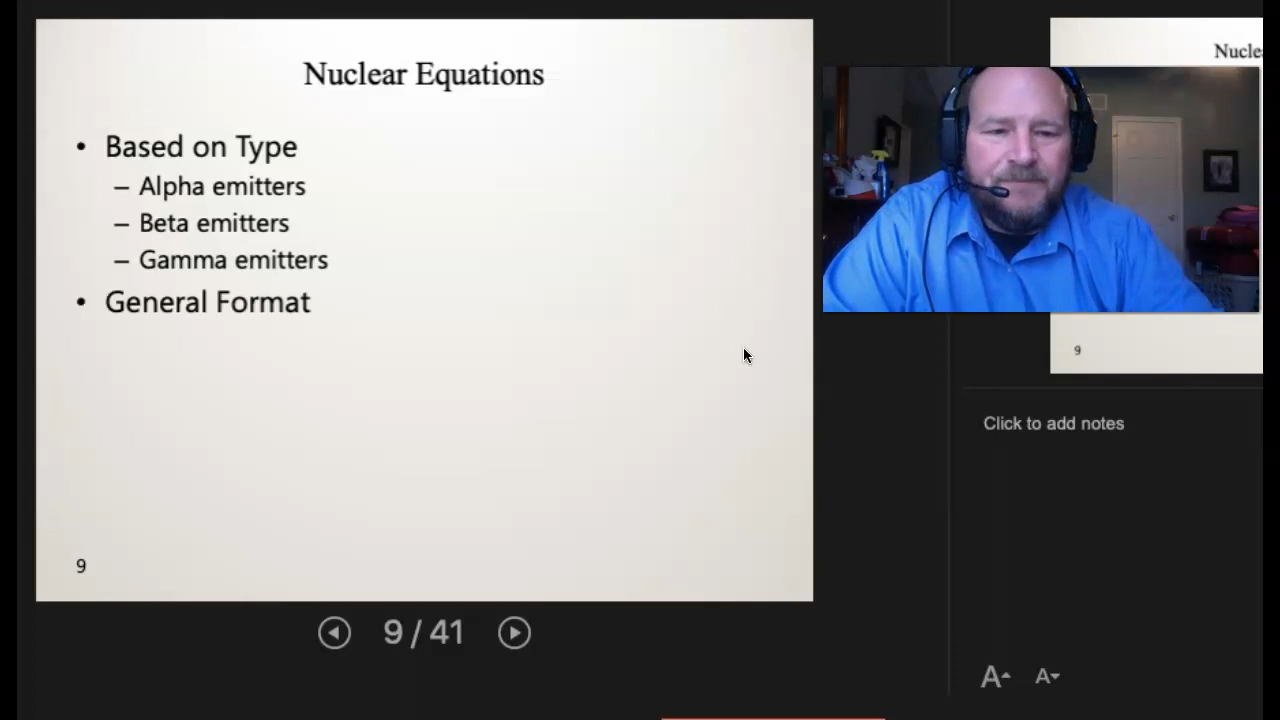 Nuclear Equations
• Based on Type
– Alpha emitters
– Beta emitters
– Gamma emitters
• General Format
9
9 / 41
Nucle
9
Click to add notes
A
A